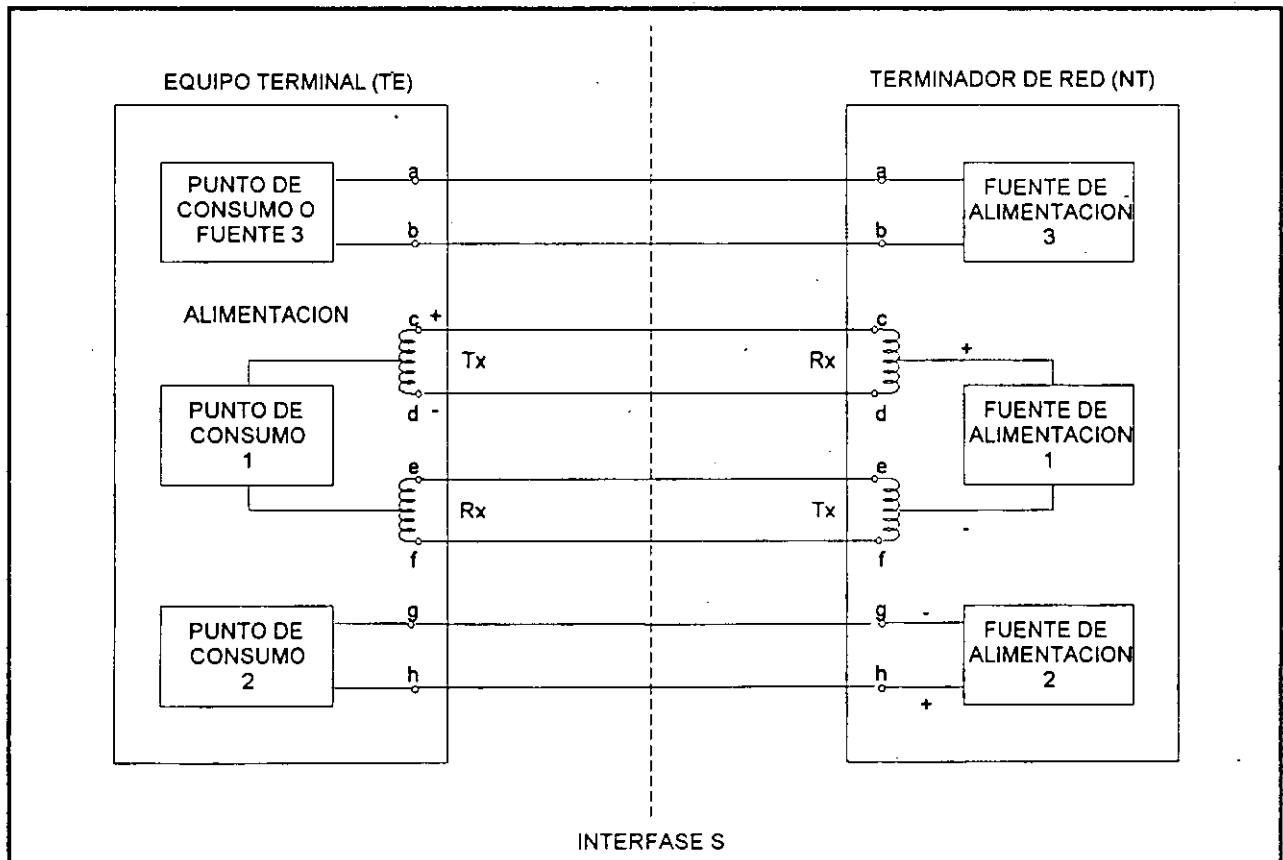 EQUIPO TERMINAL (TE)
TERMINADOR DE RED (NT)
PUNTO DE
CONSUMO O
FUENTE 3
a
b
a
b
FUENTE DE
ALIMENTACION
3
ALIMENTACION
c +
Tx
d -
c
Rx
d
+
PUNTO DE
CONSUMO
1
FUENTE DE
ALIMENTACION
1
e
Rx
f
e
Tx
f
-
PUNTO DE
CONSUMO
2
g
h
g -
h
+
FUENTE DE
ALIMENTACION
2
INTERFASE S